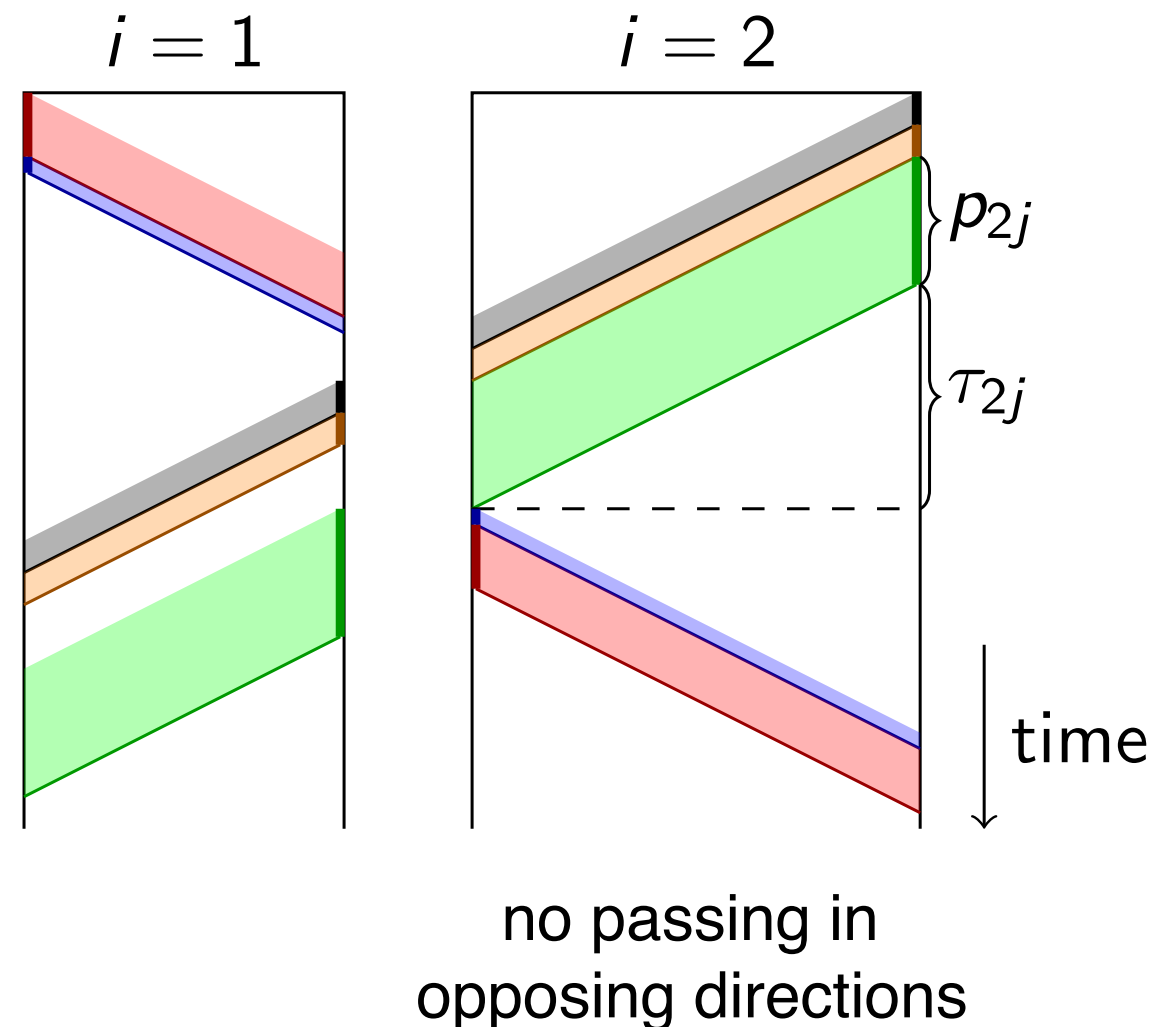 i = 1
i = 2
p2j
τ2j
time
no passing in
opposing directions